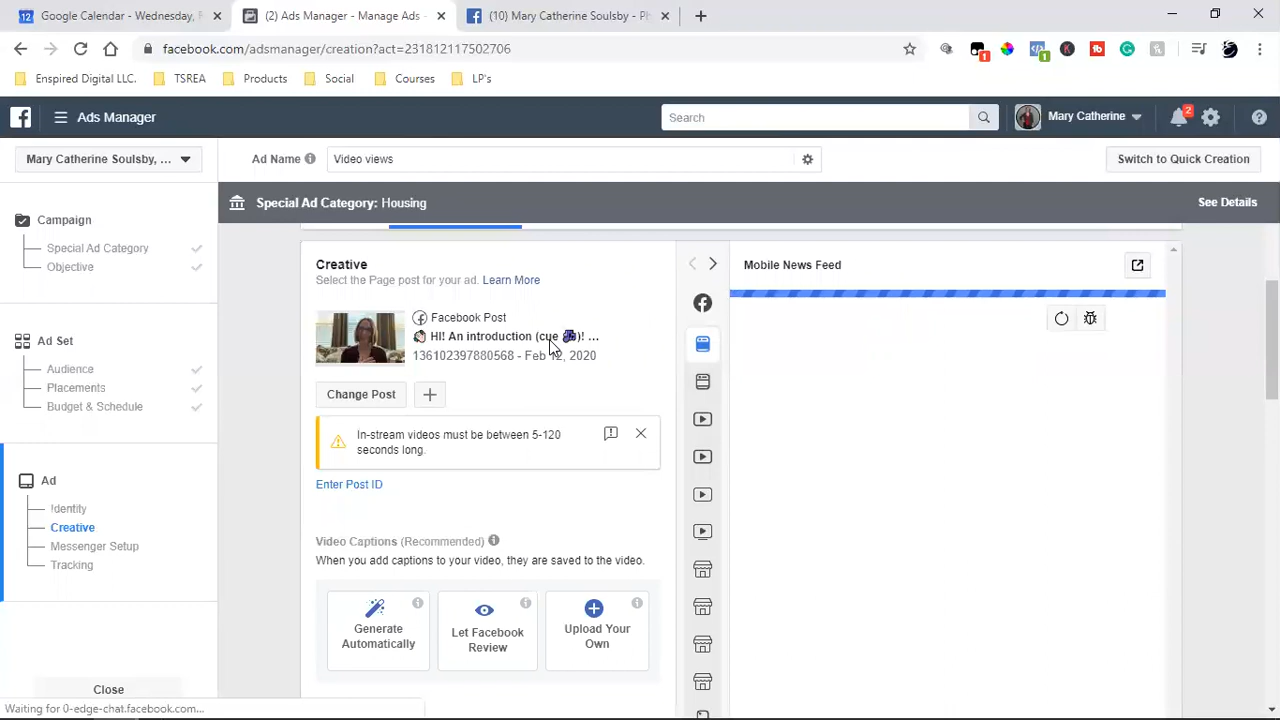 Google Calendar - Wednesday, F
(2) Ads Manager - Manage Ads -
(10) Mary Catherine Soulsby - Ph
facebook.com/adsmanager/creation?act=231812117502706
Enspired Digital LLC.
TSREA
Products
Social
Courses
LP's
Ads Manager
Search
Mary Catherine
2
Mary Catherine Soulsby, ...
Ad Name
Video views
Switch to Quick Creation
Special Ad Category: Housing
See Details
Campaign
Special Ad Category
Objective
Ad Set
Audience
Placements
Budget & Schedule
Ad
Identity
Creative
Messenger Setup
Tracking
Close
Creative
Select the Page post for your ad. Learn More
Facebook Post
HI! An introduction (cue )! ...
136102397880568 - Feb 12, 2020
Change Post
In-stream videos must be between 5-120
seconds long.
Enter Post ID
Video Captions (Recommended)
When you add captions to your video, they are saved to the video.
Generate
Automatically
Let Facebook
Review
Upload Your
Own
Mobile News Feed
Waiting for 0-edge-chat.facebook.com...